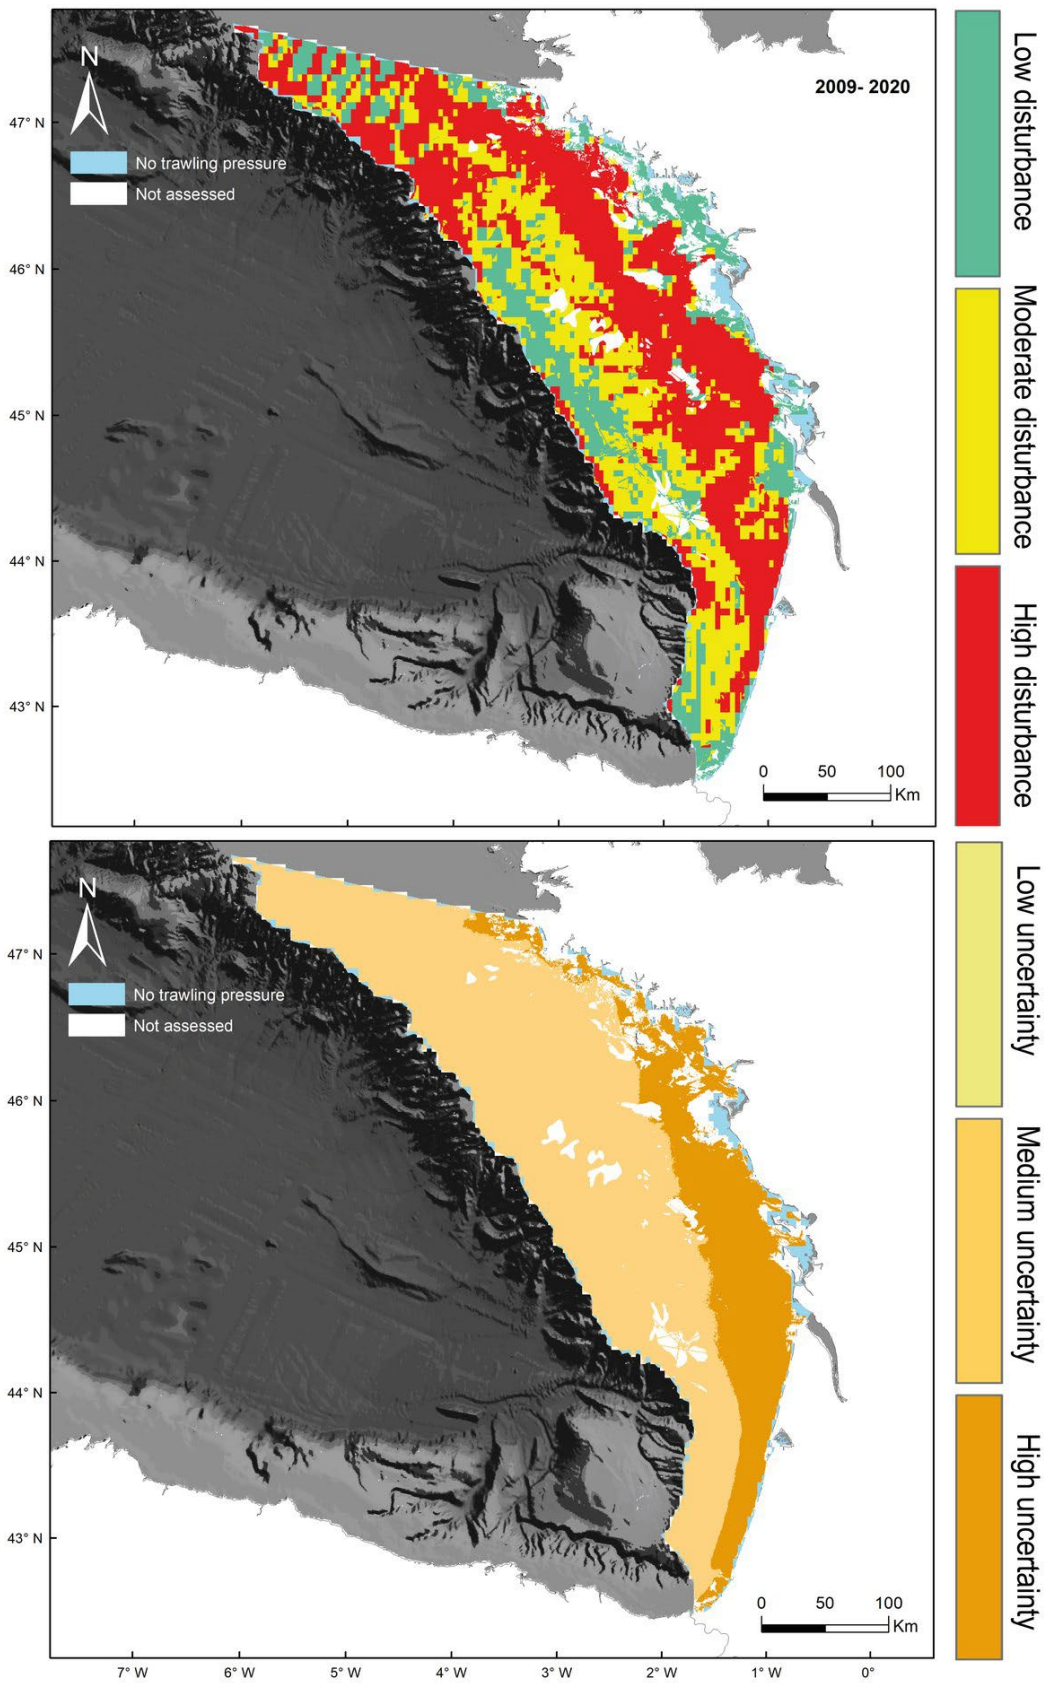 N
2009- 2020
No trawling pressure
Not assessed
47° N
46° N
45° N
44° N
43° N
0 50 100
Km
Low disturbance
Moderate disturbance
High disturbance
N
No trawling pressure
Not assessed
47° N
46° N
45° N
44° N
43° N
0 50 100
Km
7° W 6° W 5° W 4° W 3° W 2° W 1° W 0°
Low uncertainty
Medium uncertainty
High uncertainty